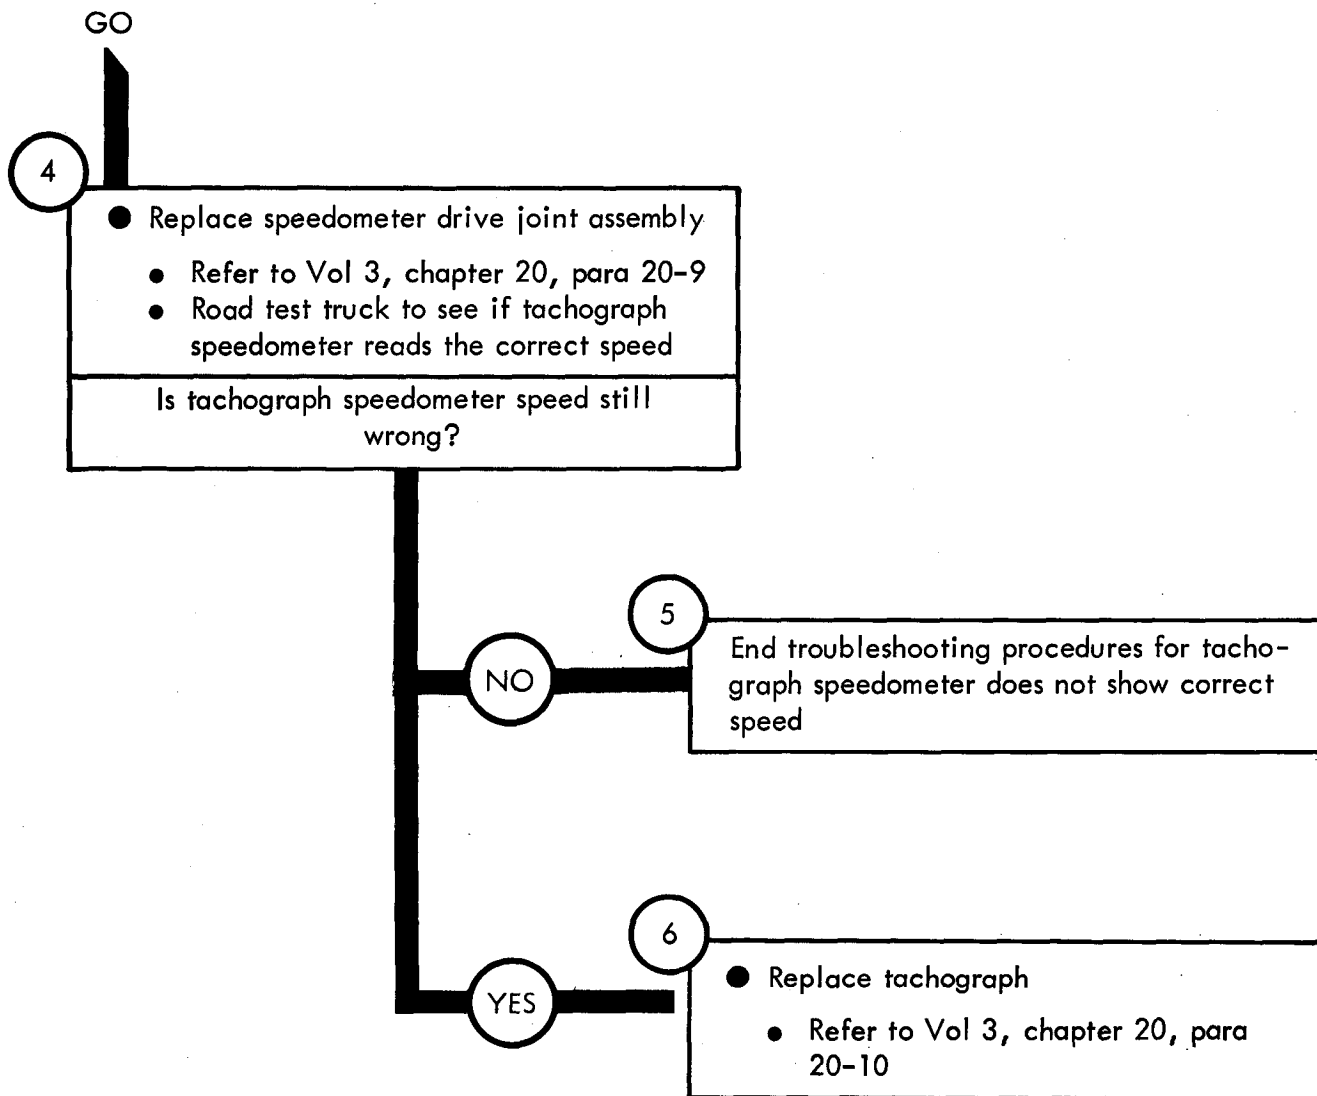 GO
4
● Replace speedometer drive joint assembly
● Refer to Vol 3, chapter 20, para 20-9
● Road test truck to see if tachograph
speedometer reads the correct speed
Is tachograph speedometer speed still
wrong?
5
NO
End troubleshooting procedures for tacho-
graph speedometer does not show correct
speed
6
YES
● Replace tachograph
● Refer to Vol 3, chapter 20, para
20-10